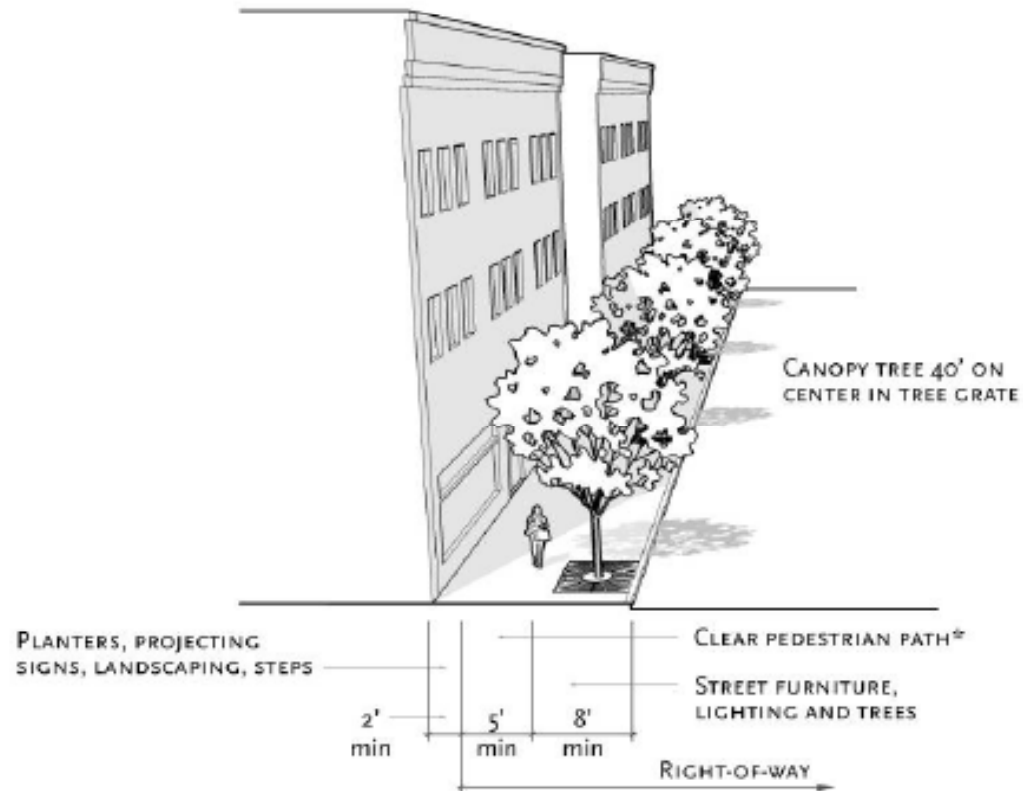 CANOPY TREE 40' ON
CENTER IN TREE GRATE
PLANTERS, PROJECTING
SIGNS, LANDSCAPING, STEPS
CLEAR PEDESTRIAN PATH*
STREET FURNITURE,
LIGHTING AND TREES
2' 5' 8'
min min min
RIGHT-OF-WAY